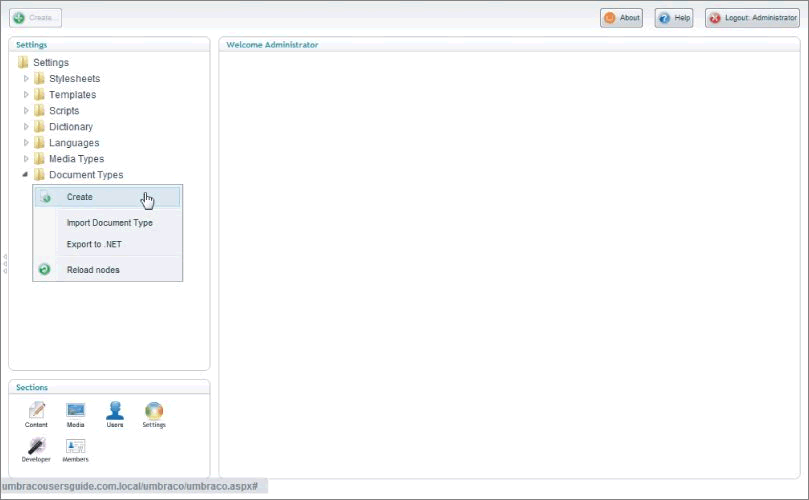 Create...
About
Help
Logout: Administrator
Settings
Welcome Administrator
Settings
Stylesheets
Templates
Scripts
Dictionary
Languages
Media Types
Document Types
Create
Import Document Type
Export to .NET
Reload nodes
Sections
Content
Media
Users
Settings
Developer
Members
umbracousersguide.com.local/umbraco/umbraco.aspx#